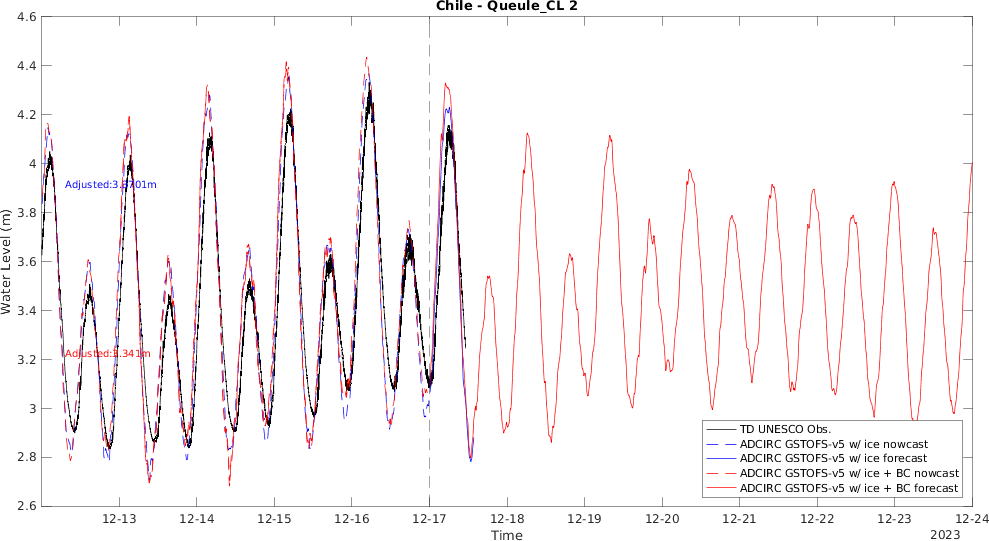 Chile - Queule_CL 2
4.6
4.4
4.2
4
3.8
3.6
3.4
3.2
3
2.8
2.6
Water Level (m)
Adjusted:3.3701m
Adjusted:3.341m
TD UNESCO Obs.
ADCIRC GSTOFS-v5 w/ ice nowcast
ADCIRC GSTOFS-v5 w/ ice forecast
ADCIRC GSTOFS-v5 w/ ice + BC nowcast
ADCIRC GSTOFS-v5 w/ ice + BC forecast
12-13 12-14 12-15 12-16 12-17 12-18 12-19 12-20 12-21 12-22 12-23 12-24
Time
2023